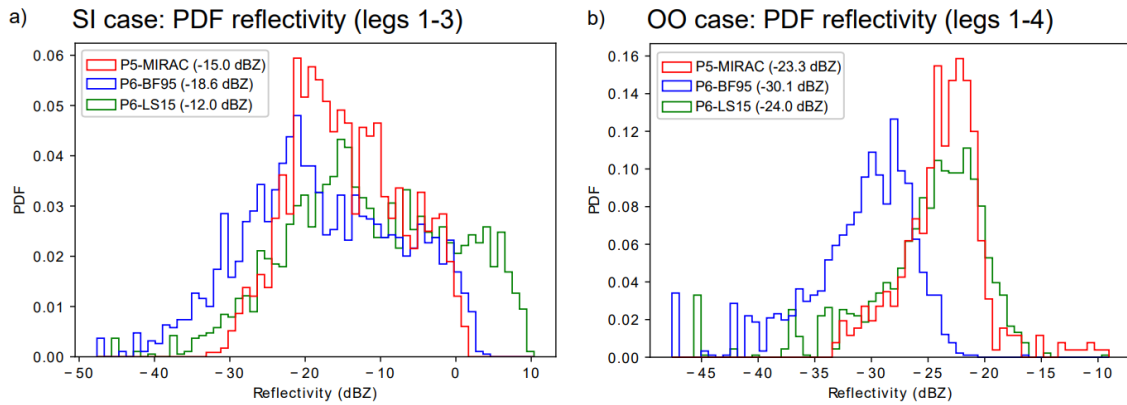 a) SI case: PDF reflectivity (legs 1-3)
0.06
0.05
0.04
0.03
0.02
0.01
0.00
PDF
P5-MIRAC (-15.0 dBZ)
P6-BF95 (-18.6 dBZ)
P6-LS15 (-12.0 dBZ)
−50 −40 −30 −20 −10 0 10
Reflectivity (dBZ)
b) OO case: PDF reflectivity (legs 1-4)
0.16
0.14
0.12
0.10
0.08
0.06
0.04
0.02
0.00
PDF
P5-MIRAC (-23.3 dBZ)
P6-BF95 (-30.1 dBZ)
P6-LS15 (-24.0 dBZ)
−45 −40 −35 −30 −25 −20 −15 −10
Reflectivity (dBZ)